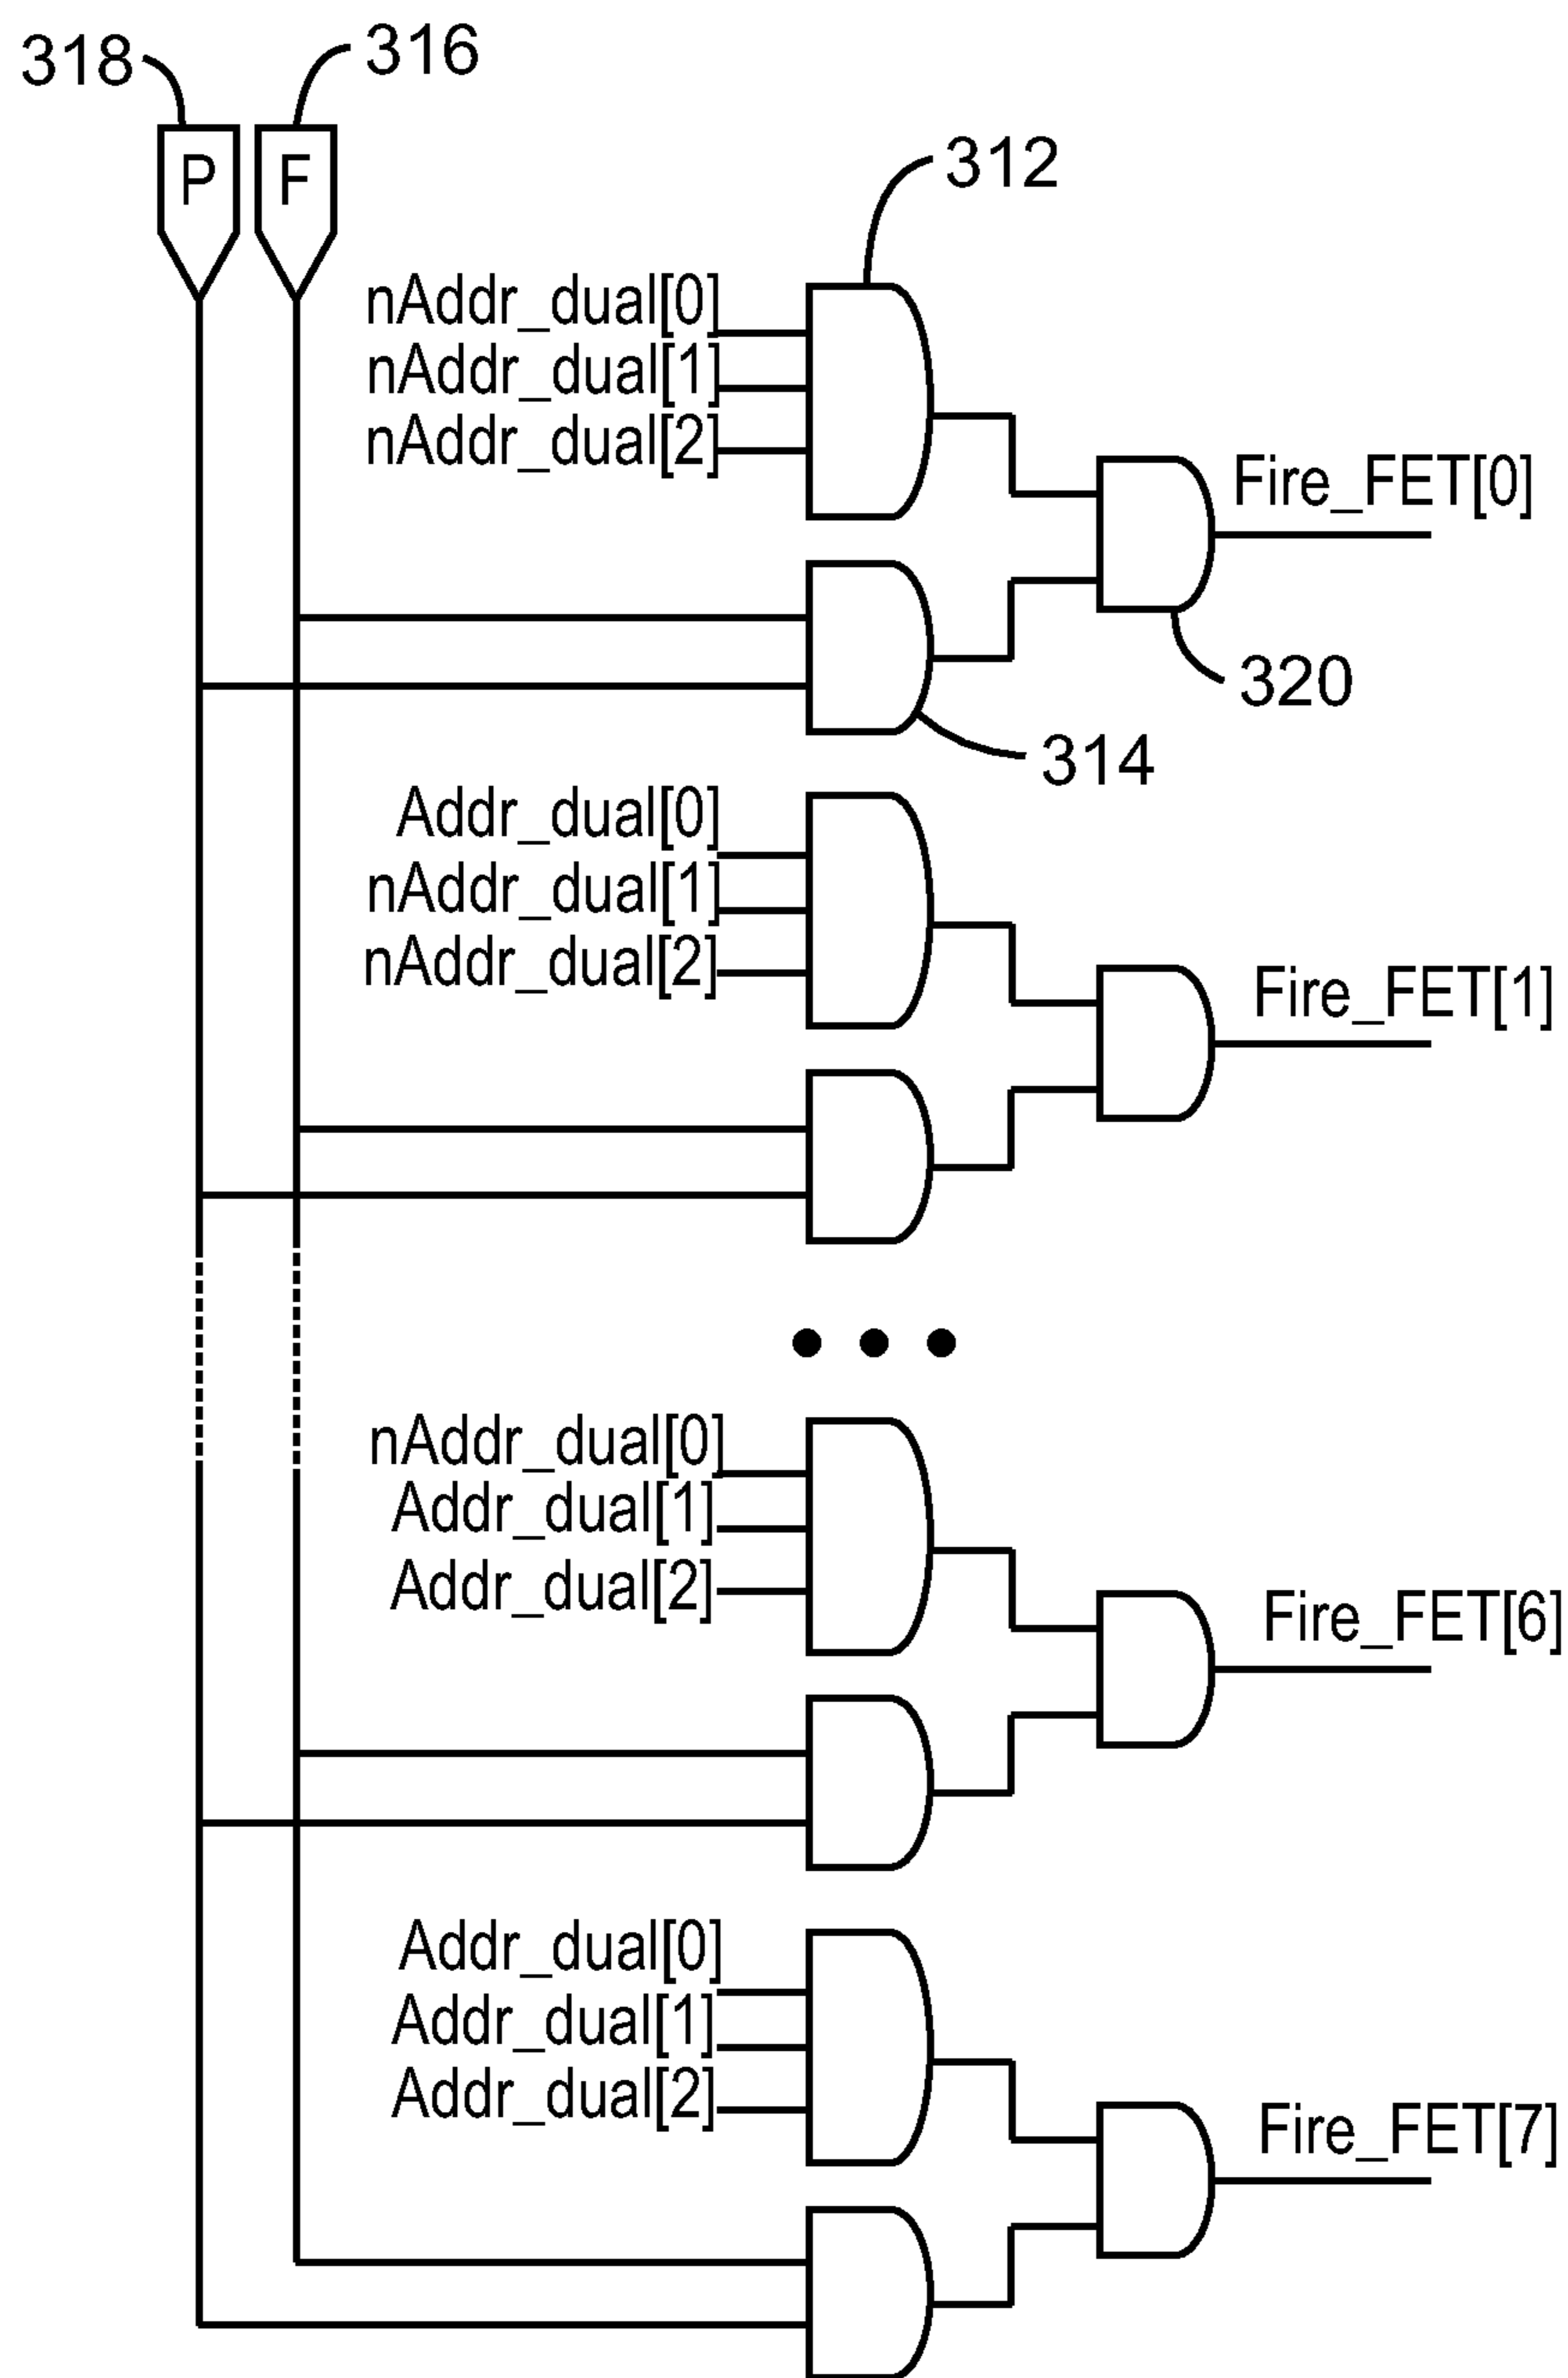 318
316
P
F
312
nAddr_dual[0]
nAddr_dual[1]
nAddr_dual[2]
Fire_FET[0]
320
314
Addr_dual[0]
nAddr_dual[1]
nAddr_dual[2]
Fire_FET[1]
nAddr_dual[0]
Addr_dual[1]
Addr_dual[2]
Fire_FET[6]
Addr_dual[0]
Addr_dual[1]
Addr_dual[2]
Fire_FET[7]